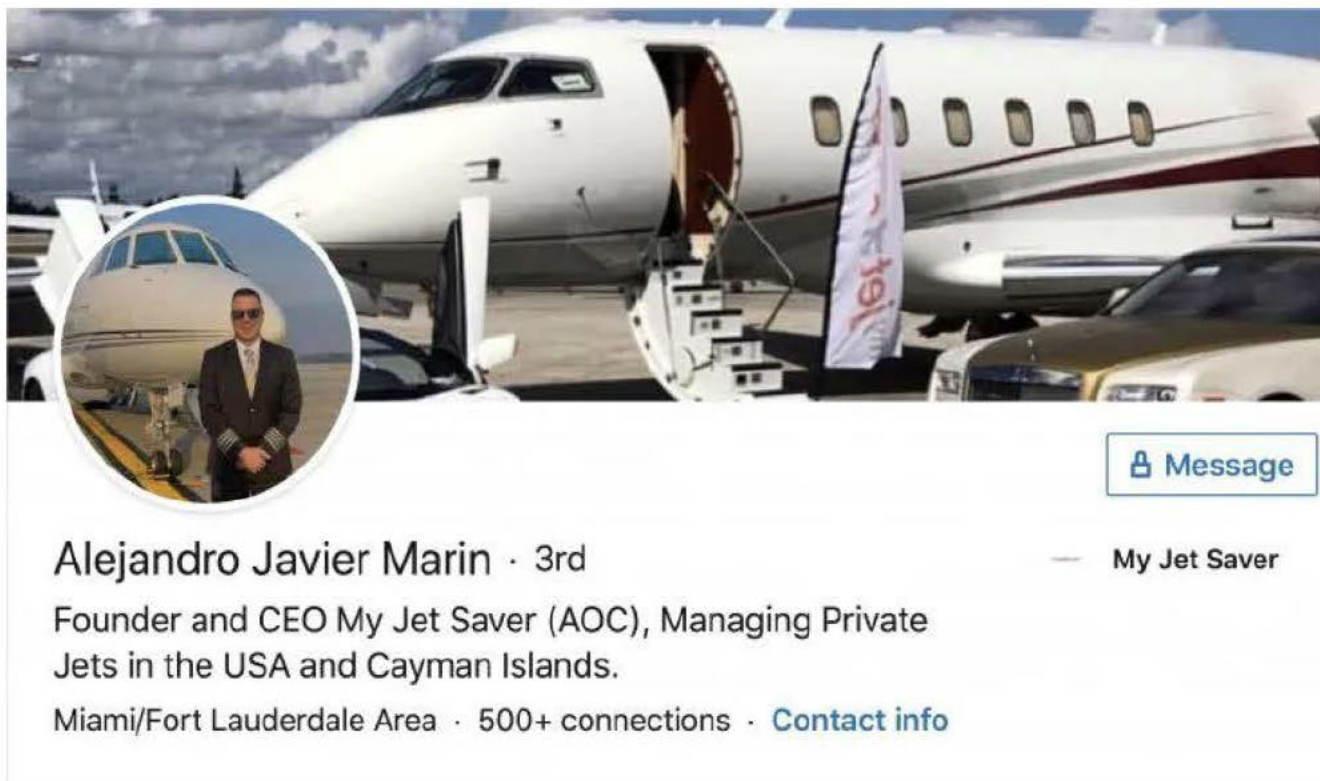 Jet
Message
Alejandro Javier Marin · 3rd
My Jet Saver
Founder and CEO My Jet Saver (AOC), Managing Private
Jets in the USA and Cayman Islands.
Miami/Fort Lauderdale Area · 500+ connections · Contact info